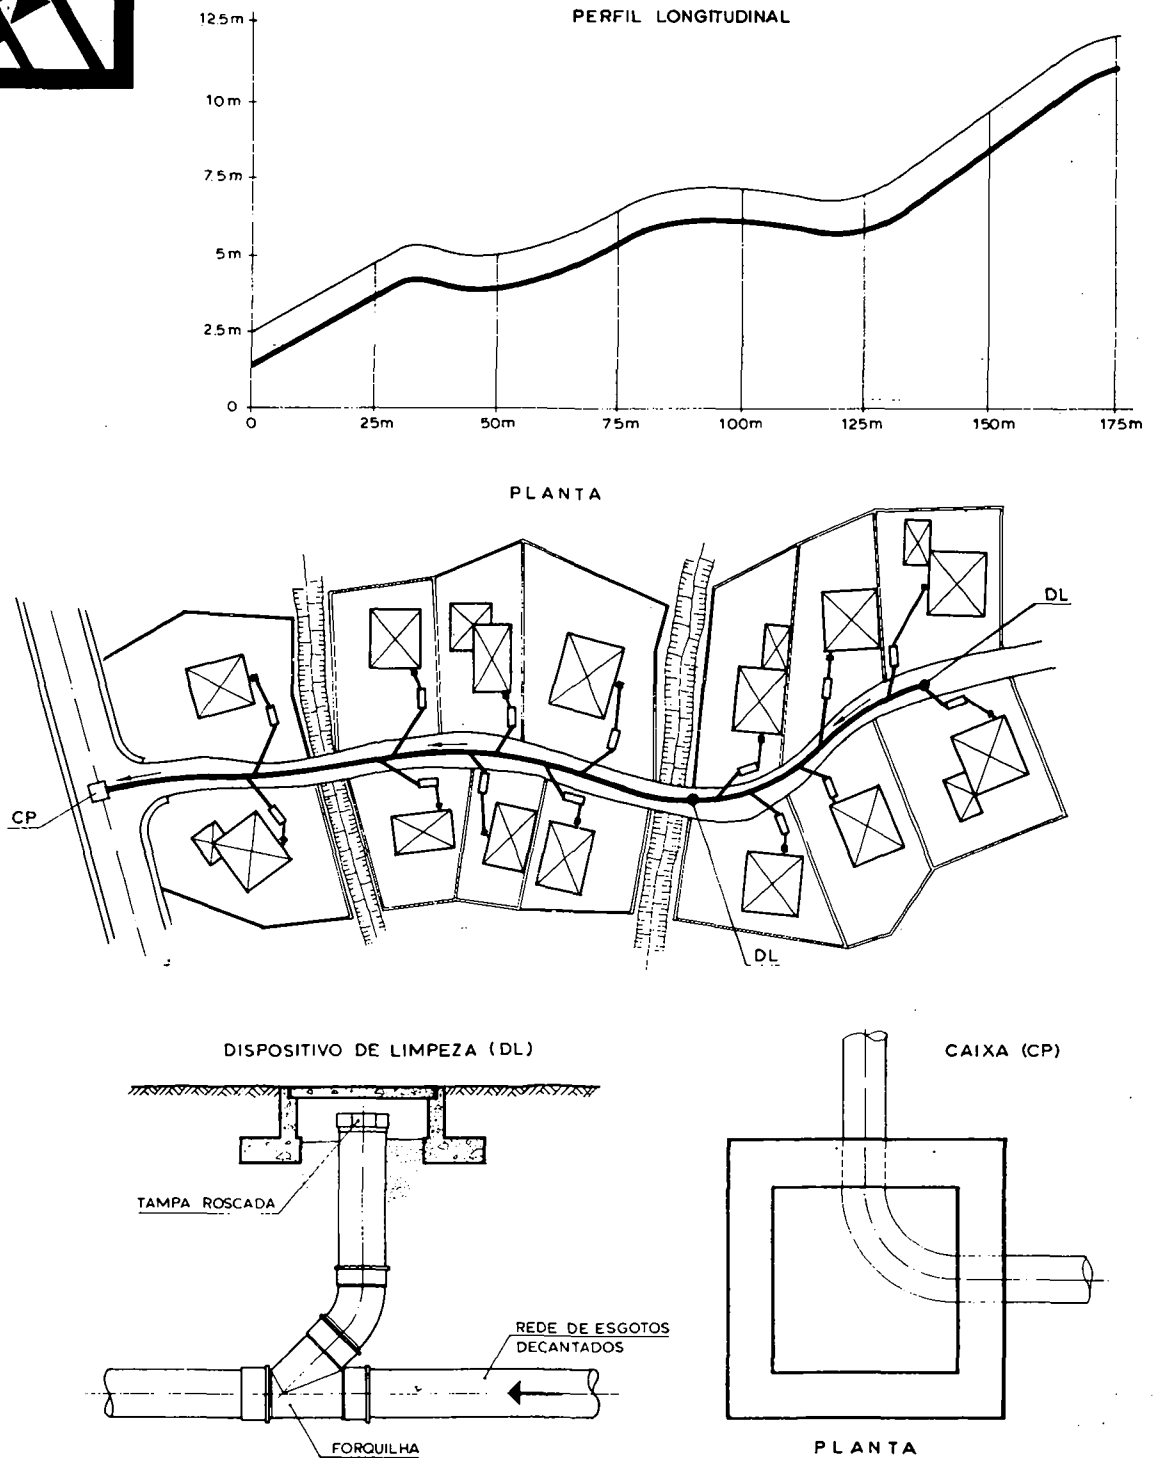 PERFIL LONGITUDINAL
12.5m
10m
7.5m
5m
2.5m
0
0 25m 50m 75m 100m 125m 150m 175m
PLANTA
DL
CP
DL
DISPOSITIVO DE LIMPEZA (DL)
CAIXA (CP)
TAMPA ROSCADA
REDE DE ESGOTOS
DECANTADOS
FORQUILHA
PLANTA